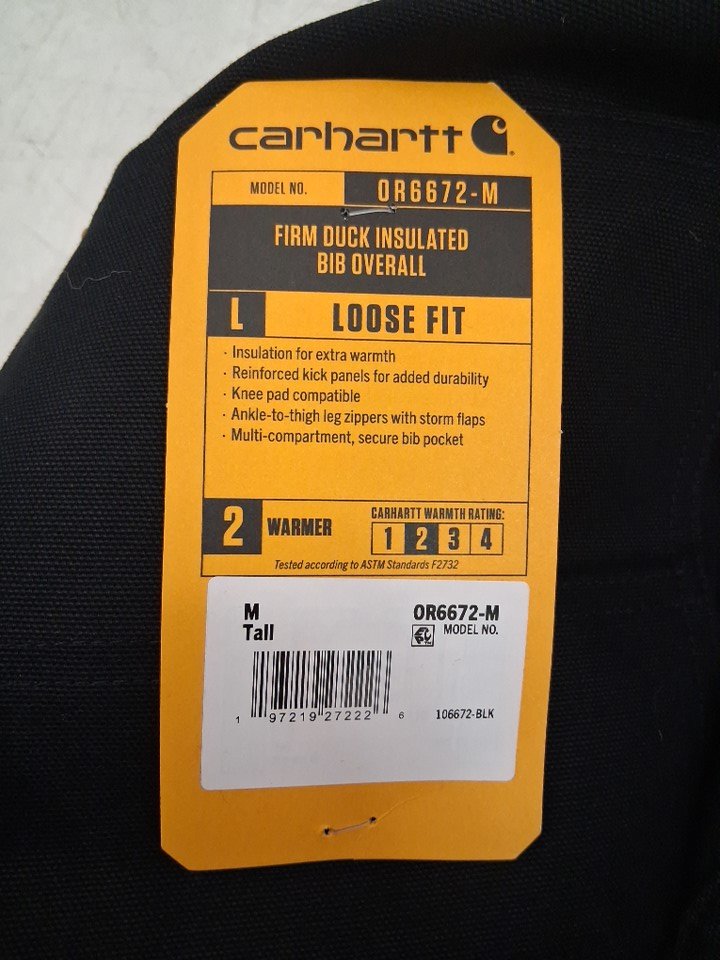 carhartt
MODEL NO. OR6672-M
FIRM DUCK INSULATED
BIB OVERALL
L LOOSE FIT
· Insulation for extra warmth
· Reinforced kick panels for added durability
· Knee pad compatible
· Ankle-to-thigh leg zippers with storm flaps
· Multi-compartment, secure bib pocket
2 WARMER
CARHARTT WARMTH RATING:
1 2 3 4
Tested according to ASTM Standards F2732
M
Tall
OR6672-M
MODEL NO.
1 97219 27222 6
106672-BLK